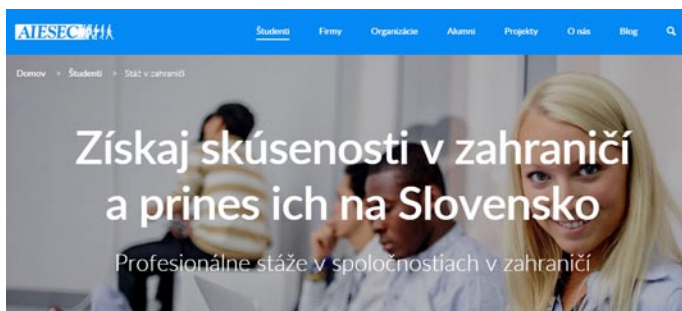 AIESEC
Študenti Firmy Organizácie Alumni Projekty O nás Blog
Domov > Študenti > Stáž v zahraničí
Získaj skúsenosti v zahraničí
a prines ich na Slovensko
Profesionálne stáže v spoločnostiach v zahraničí